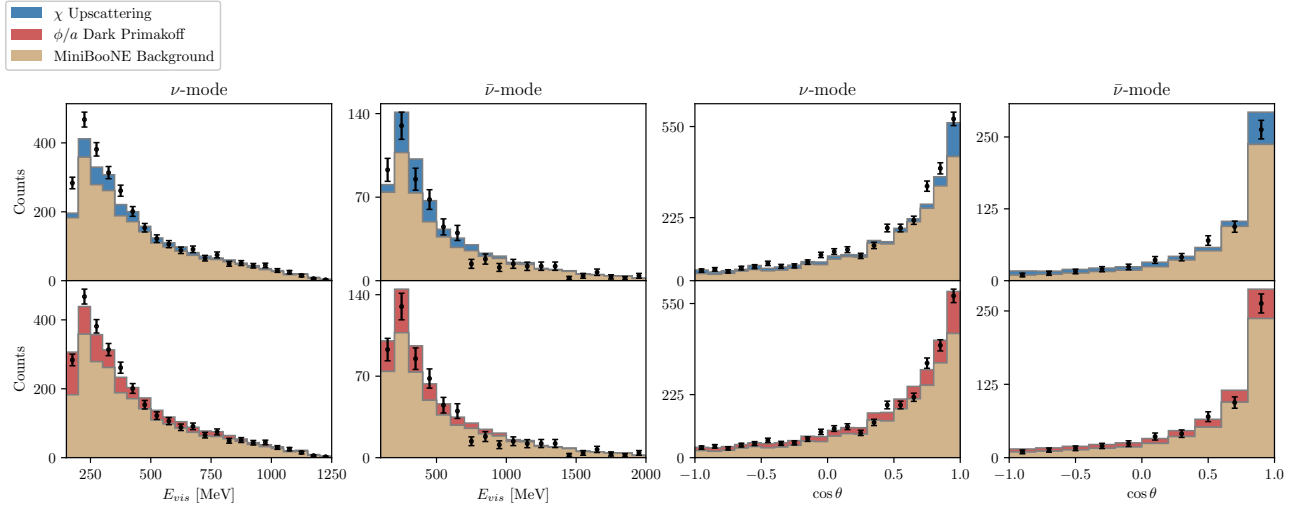 χ Upscattering
ϕ/a Dark Primakoff
MiniBooNE Background
ν-mode
ν̄-mode
ν-mode
ν̄-mode
Counts
400
200
0
140
70
0
550
225
0
250
125
0
Counts
400
200
0
140
70
0
550
225
0
250
125
0
250 500 750 1000 1250
500 1000 1500 2000
−1.0 −0.5 0.0 0.5 1.0
−1.0 −0.5 0.0 0.5 1.0
E_vis [MeV]
E_vis [MeV]
cos θ
cos θ